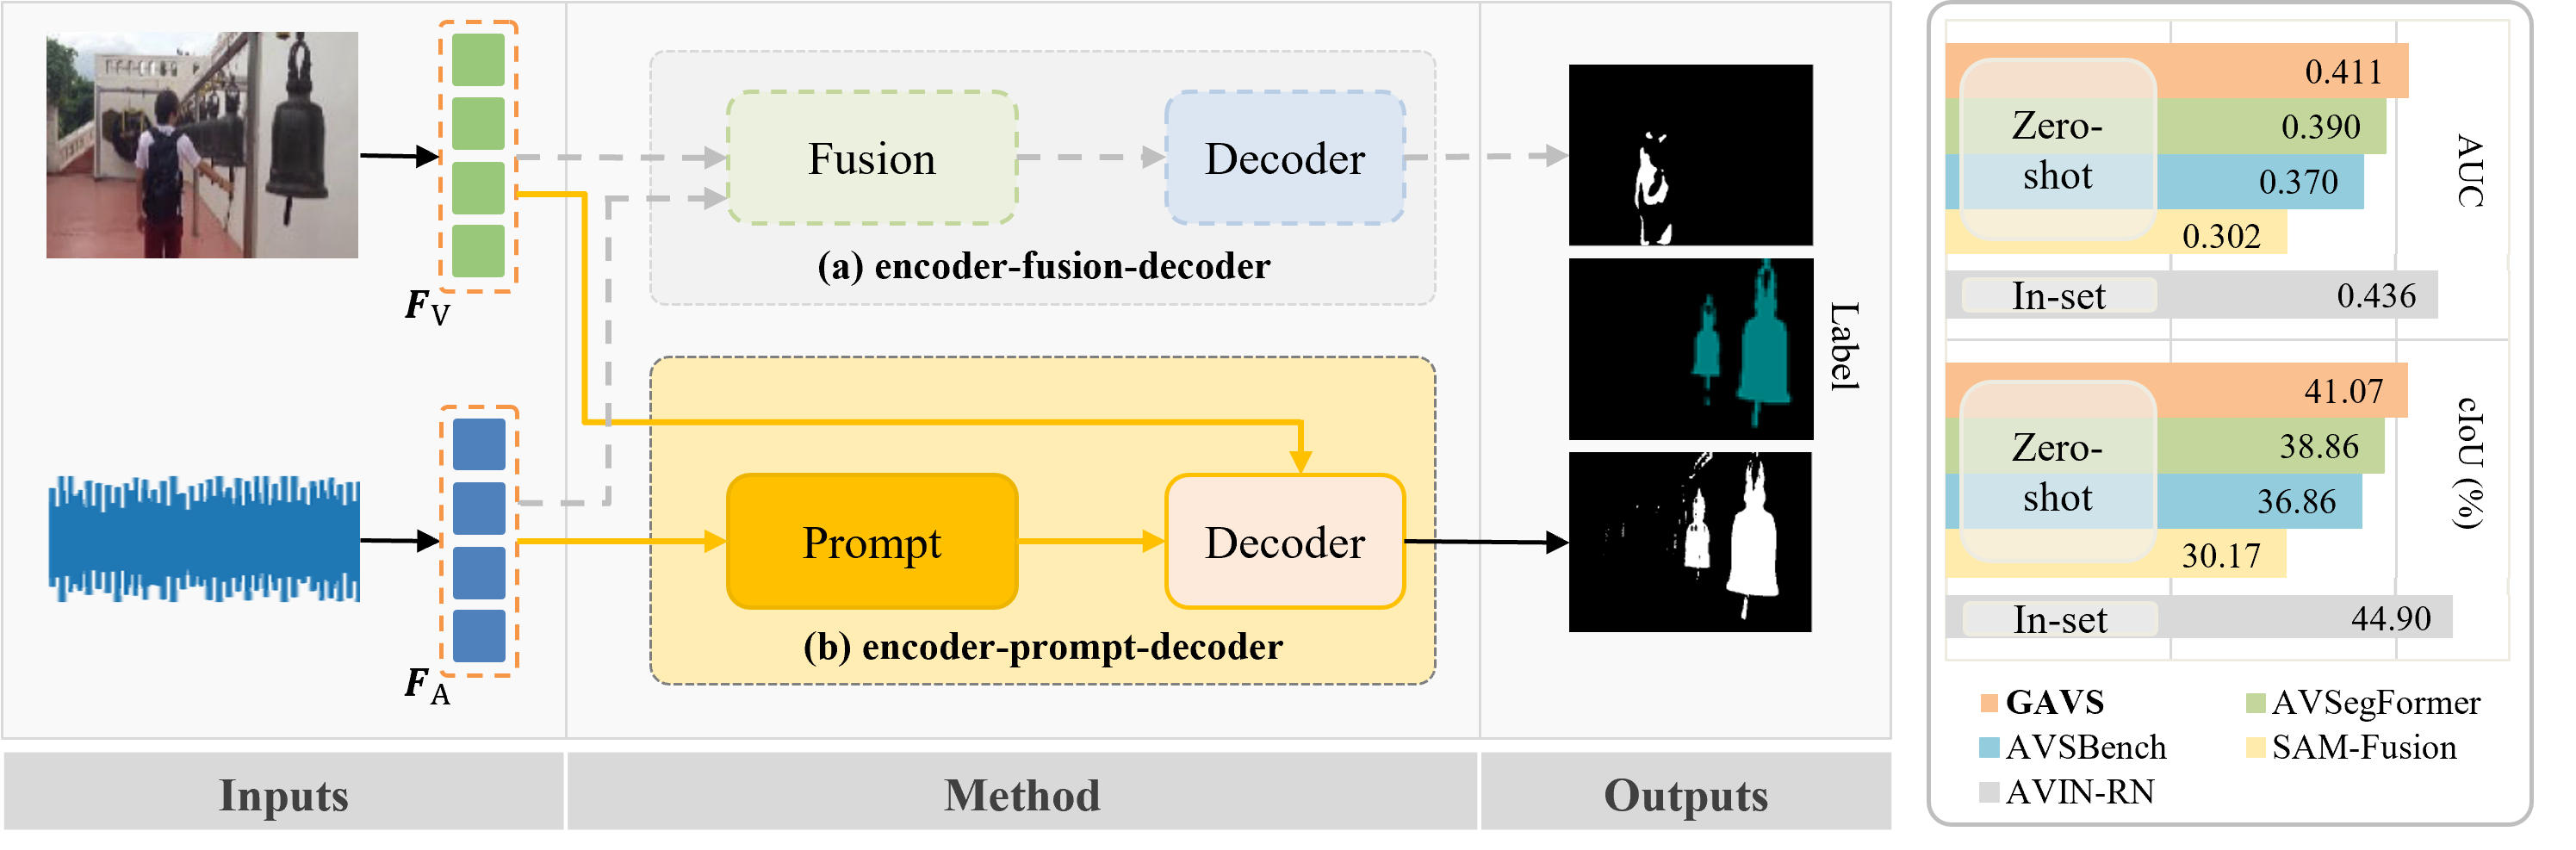 F_V
F_A
Fusion
Decoder
(a) encoder-fusion-decoder
Prompt
Decoder
(b) encoder-prompt-decoder
Label
Inputs
Method
Outputs
Zero-
shot
0.411
0.390
0.370
0.302
In-set
0.436
AUC
Zero-
shot
41.07
38.86
36.86
30.17
In-set
44.90
cIoU (%)
GAVS
AVSegFormer
AVSBench
SAM-Fusion
AVIN-RN